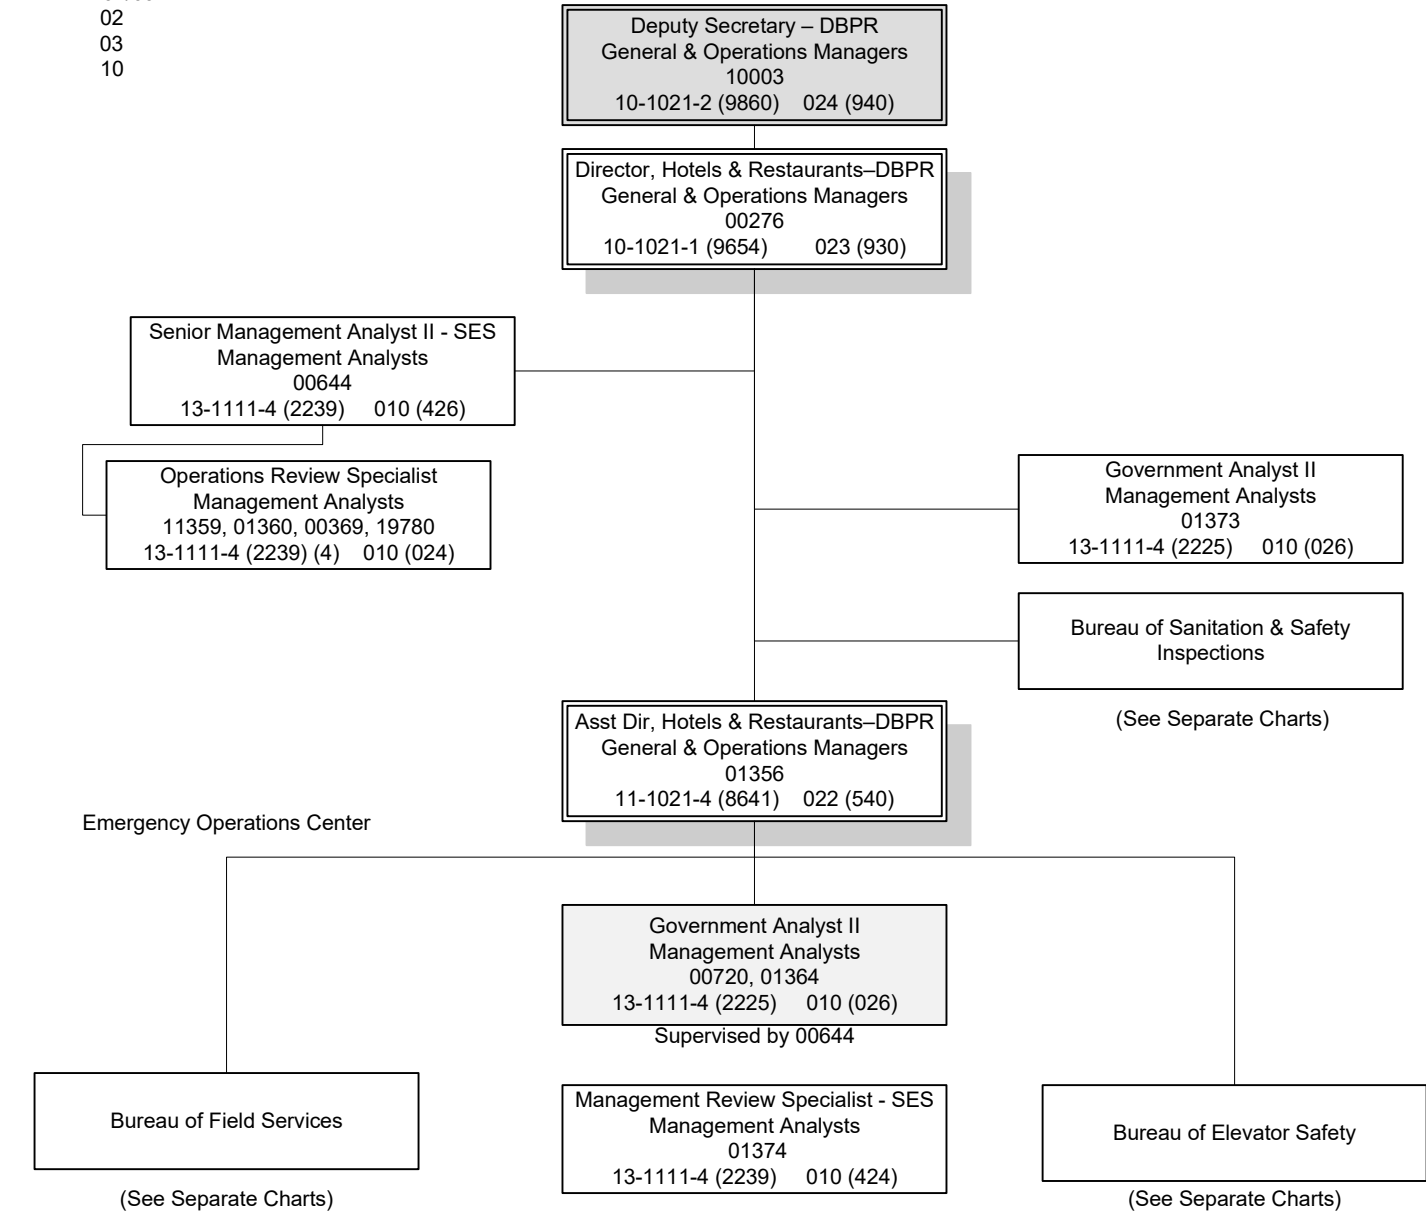 02
03
10
Deputy Secretary – DBPR
General & Operations Managers
10003
10-1021-2 (9860) 024 (940)
Director, Hotels & Restaurants–DBPR
General & Operations Managers
00276
10-1021-1 (9654) 023 (930)
Senior Management Analyst II - SES
Management Analysts
00644
13-1111-4 (2239) 010 (426)
Operations Review Specialist
Management Analysts
11359, 01360, 00369, 19780
13-1111-4 (2239) (4) 010 (024)
Government Analyst II
Management Analysts
01373
13-1111-4 (2225) 010 (026)
Bureau of Sanitation & Safety
Inspections
(See Separate Charts)
Asst Dir, Hotels & Restaurants–DBPR
General & Operations Managers
01356
11-1021-4 (8641) 022 (540)
Emergency Operations Center
Government Analyst II
Management Analysts
00720, 01364
13-1111-4 (2225) 010 (026)
Supervised by 00644
Bureau of Field Services
(See Separate Charts)
Management Review Specialist - SES
Management Analysts
01374
13-1111-4 (2239) 010 (424)
Bureau of Elevator Safety
(See Separate Charts)